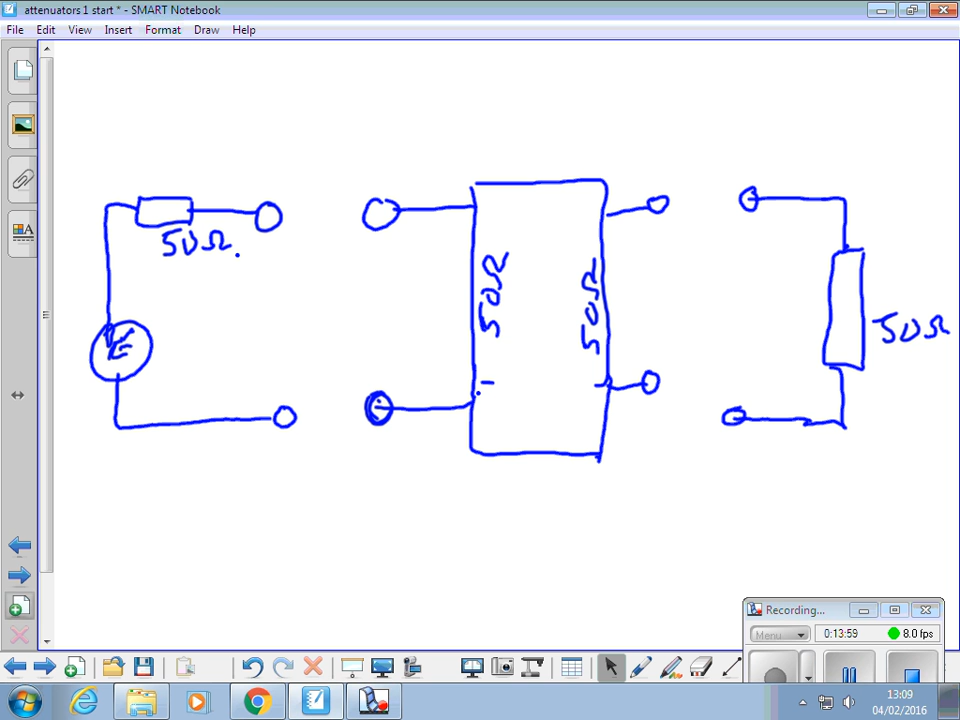 attenuators 1 start * - SMART Notebook
File Edit View Insert Format Draw Help
50Ω.
E
50Ω
50Ω
50Ω
Recording...
Menu
0:13:59
8.0 fps
13:09
04/02/2016